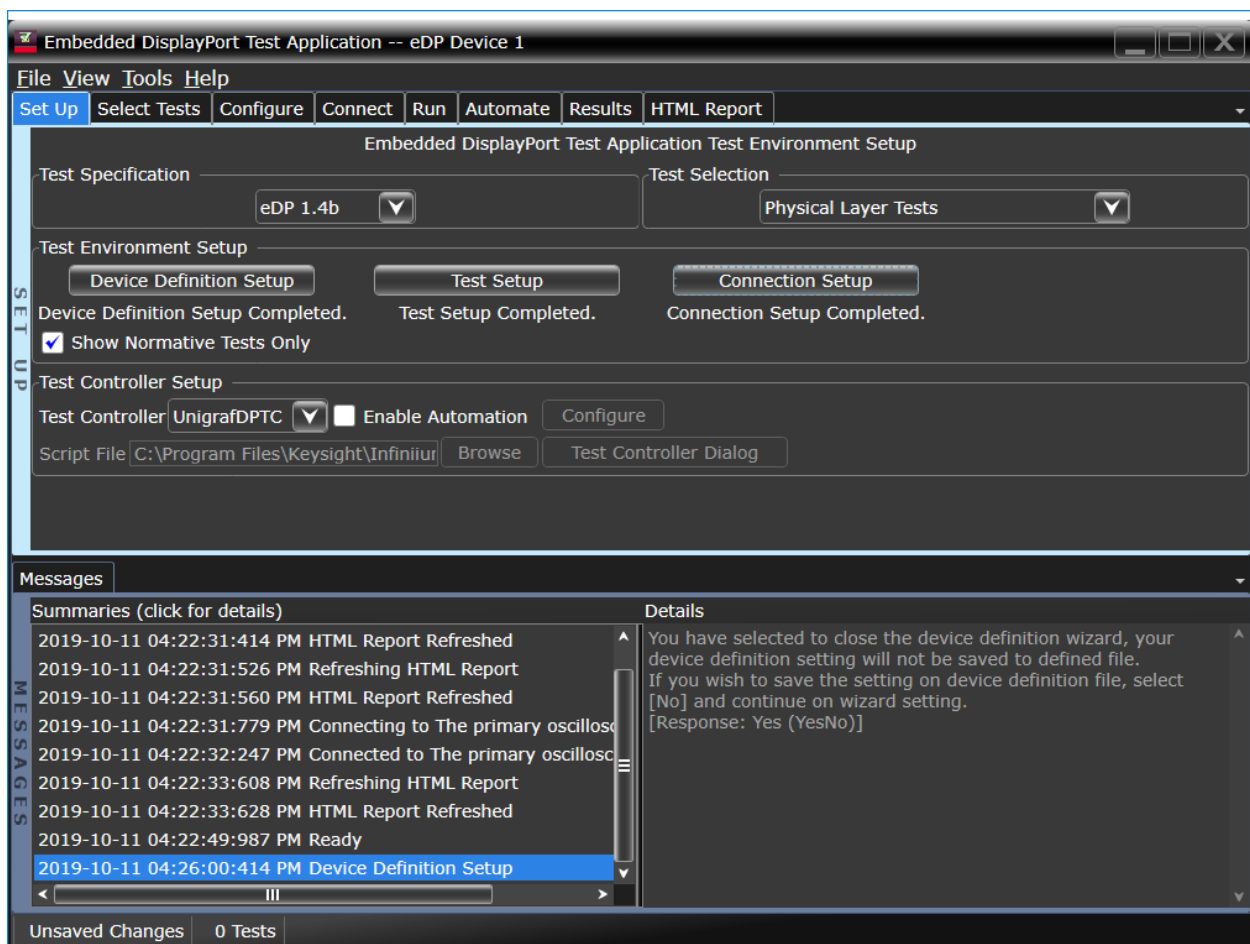 Embedded DisplayPort Test Application -- eDP Device 1
File View Tools Help
Set Up Select Tests Configure Connect Run Automate Results HTML Report
SET UP
Embedded DisplayPort Test Application Test Environment Setup
Test Specification
eDP 1.4b
Test Selection
Physical Layer Tests
Test Environment Setup
Device Definition Setup Test Setup Connection Setup
Device Definition Setup Completed. Test Setup Completed. Connection Setup Completed.
Show Normative Tests Only
Test Controller Setup
Test Controller UnigrafDPTC Enable Automation Configure
Script File C:\Program Files\Keysight\Infiniiur Browse Test Controller Dialog
Messages
MESSAGES
Summaries (click for details)
2019-10-11 04:22:31:414 PM HTML Report Refreshed
2019-10-11 04:22:31:526 PM Refreshing HTML Report
2019-10-11 04:22:31:560 PM HTML Report Refreshed
2019-10-11 04:22:31:779 PM Connecting to The primary oscillosc
2019-10-11 04:22:32:247 PM Connected to The primary oscillosc
2019-10-11 04:22:33:608 PM Refreshing HTML Report
2019-10-11 04:22:33:628 PM HTML Report Refreshed
2019-10-11 04:22:49:987 PM Ready
2019-10-11 04:26:00:414 PM Device Definition Setup
Details
You have selected to close the device definition wizard, your
device definition setting will not be saved to defined file.
If you wish to save the setting on device definition file, select
[No] and continue on wizard setting.
[Response: Yes (YesNo)]
Unsaved Changes 0 Tests